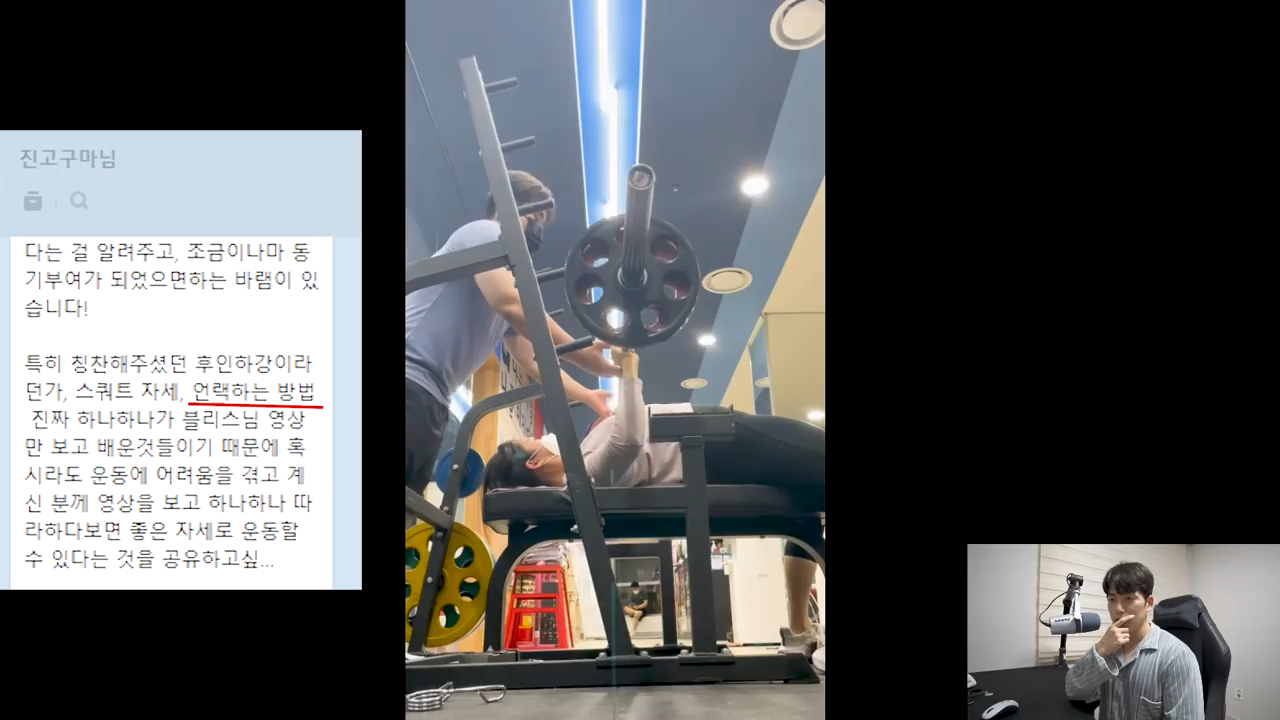 진고구마님
다는 걸 알려주고, 조금이나마 동
기부여가 되었으면하는 바램이 있
습니다!
특히 칭찬해주셨던 후인하강이라
던가, 스쿼트 자세, 언랙하는 방법
진짜 하나하나가 블리스님 영상
만 보고 배운것들이기 때문에 혹
시라도 운동에 어려움을 겪고 계
신 분께 영상을 보고 하나하나 따
라하다보면 좋은 자세로 운동할
수 있다는 것을 공유하고싶...